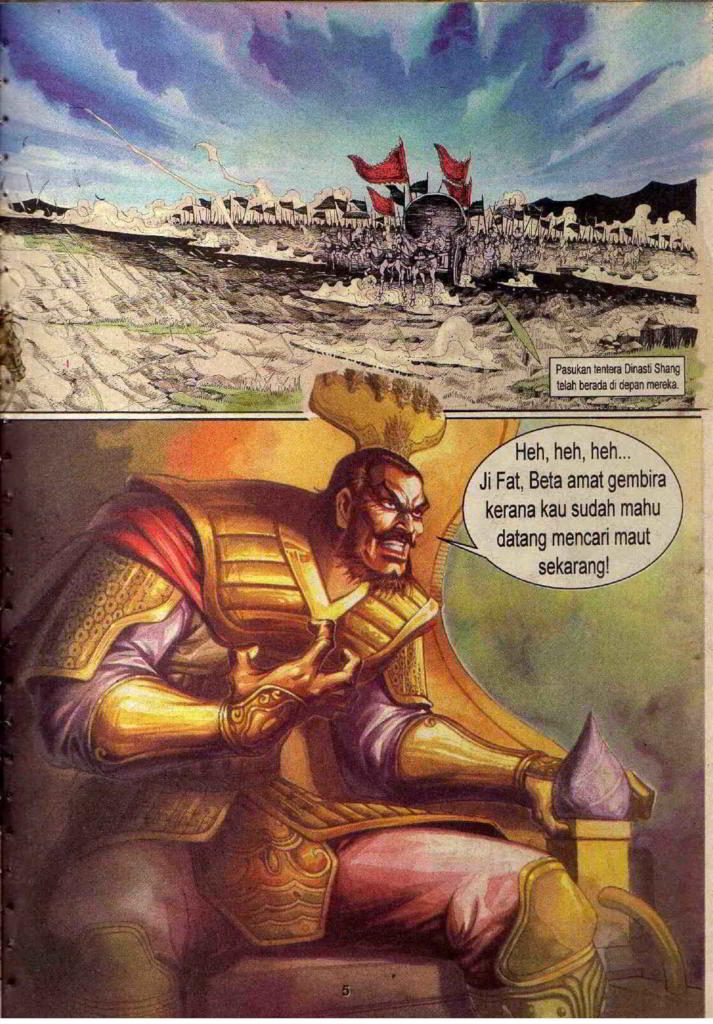 Pasukan tentera Dinasti Shang
telah berada di depan mereka.
Heh, heh, heh...
Ji Fat, Beta amat gembira
kerana kau sudah mahu
datang mencari maut
sekarang!
5